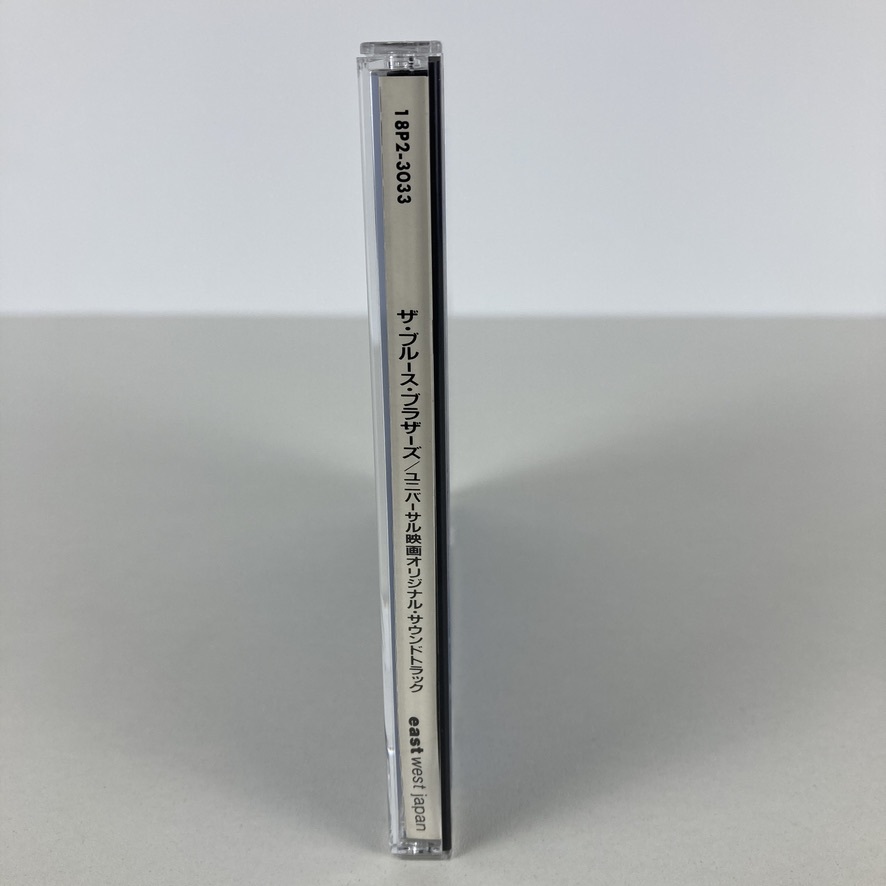 18P2-3033
ザ・ブルース・ブラザーズ/ユニバーサル映画オリジナル・サウンドトラック
east west japan